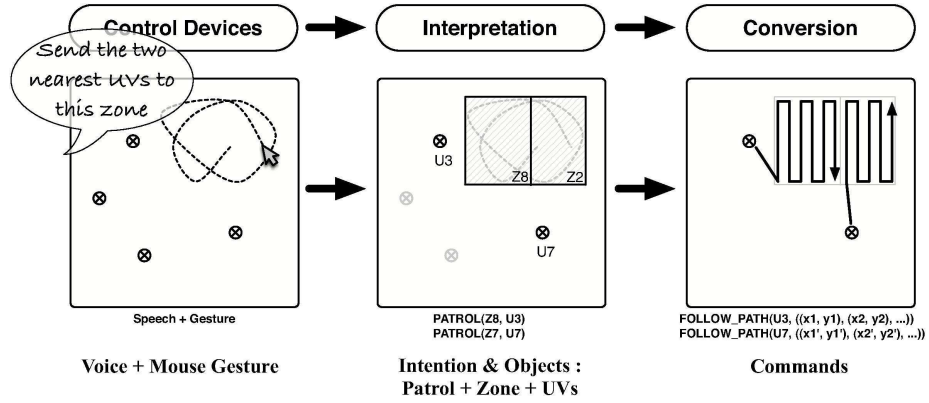 Control Devices
Interpretation
Conversion
Send the two
nearest UVs to
this zone
U3
Z8
Z2
U7
Speech + Gesture
PATROL(Z8, U3)
PATROL(Z7, U7)
FOLLOW_PATH(U3, ((x1, y1), (x2, y2), ...))
FOLLOW_PATH(U7, ((x1', y1'), (x2', y2'), ...))
Voice + Mouse Gesture
Intention & Objects :
Patrol + Zone + UVs
Commands